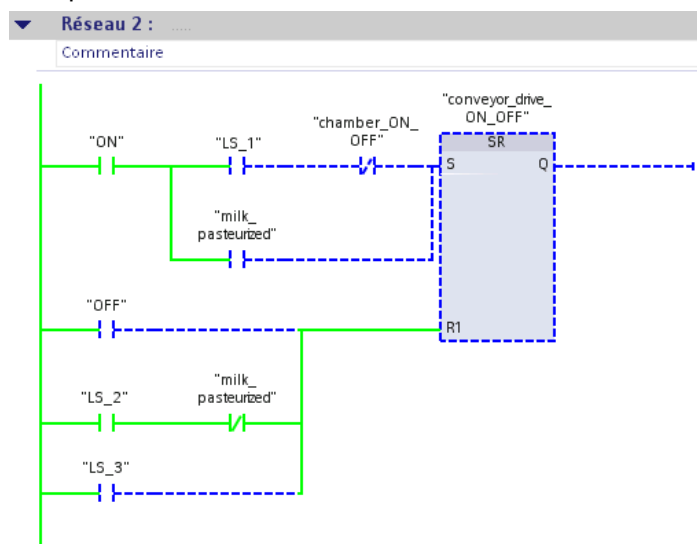 Réseau 2 : .....
Commentaire
"conveyor_drive_
ON_OFF"
"chamber_ON_
OFF"
"ON"
"LS_1"
SR
S
Q
"milk_
pasteurized"
"OFF"
R1
"milk_
pasteurized"
"LS_2"
"LS_3"